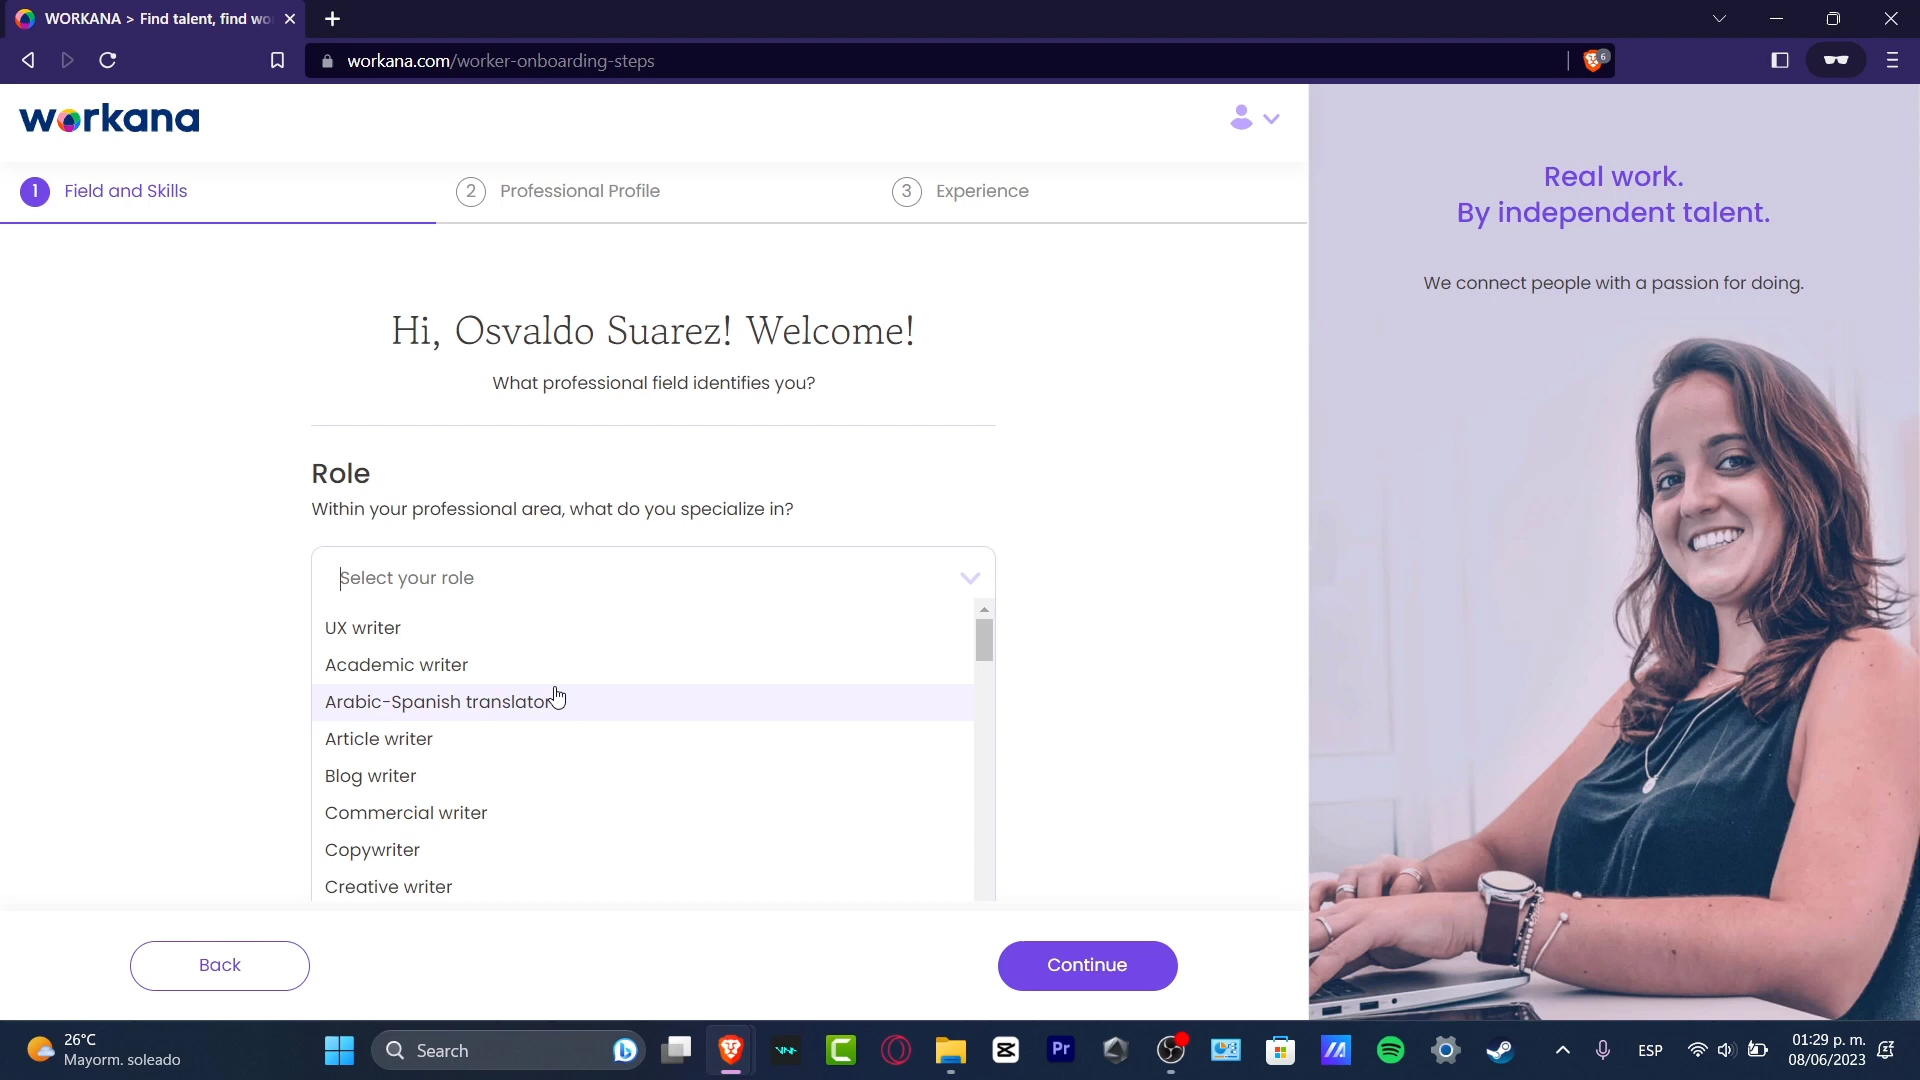 WORKANA > Find talent, find wo
workana.com/worker-onboarding-steps
6
workana
1 Field and Skills
2 Professional Profile
3 Experience
Hi, Osvaldo Suarez! Welcome!
What professional field identifies you?
Role
Within your professional area, what do you specialize in?
Select your role
UX writer
Academic writer
Arabic-Spanish translator
Article writer
Blog writer
Commercial writer
Copywriter
Creative writer
Back
Continue
Real work.
By independent talent.
We connect people with a passion for doing.
26°C
Mayorm. soleado
Search
Pr
ESP
01:29 p. m.
08/06/2023